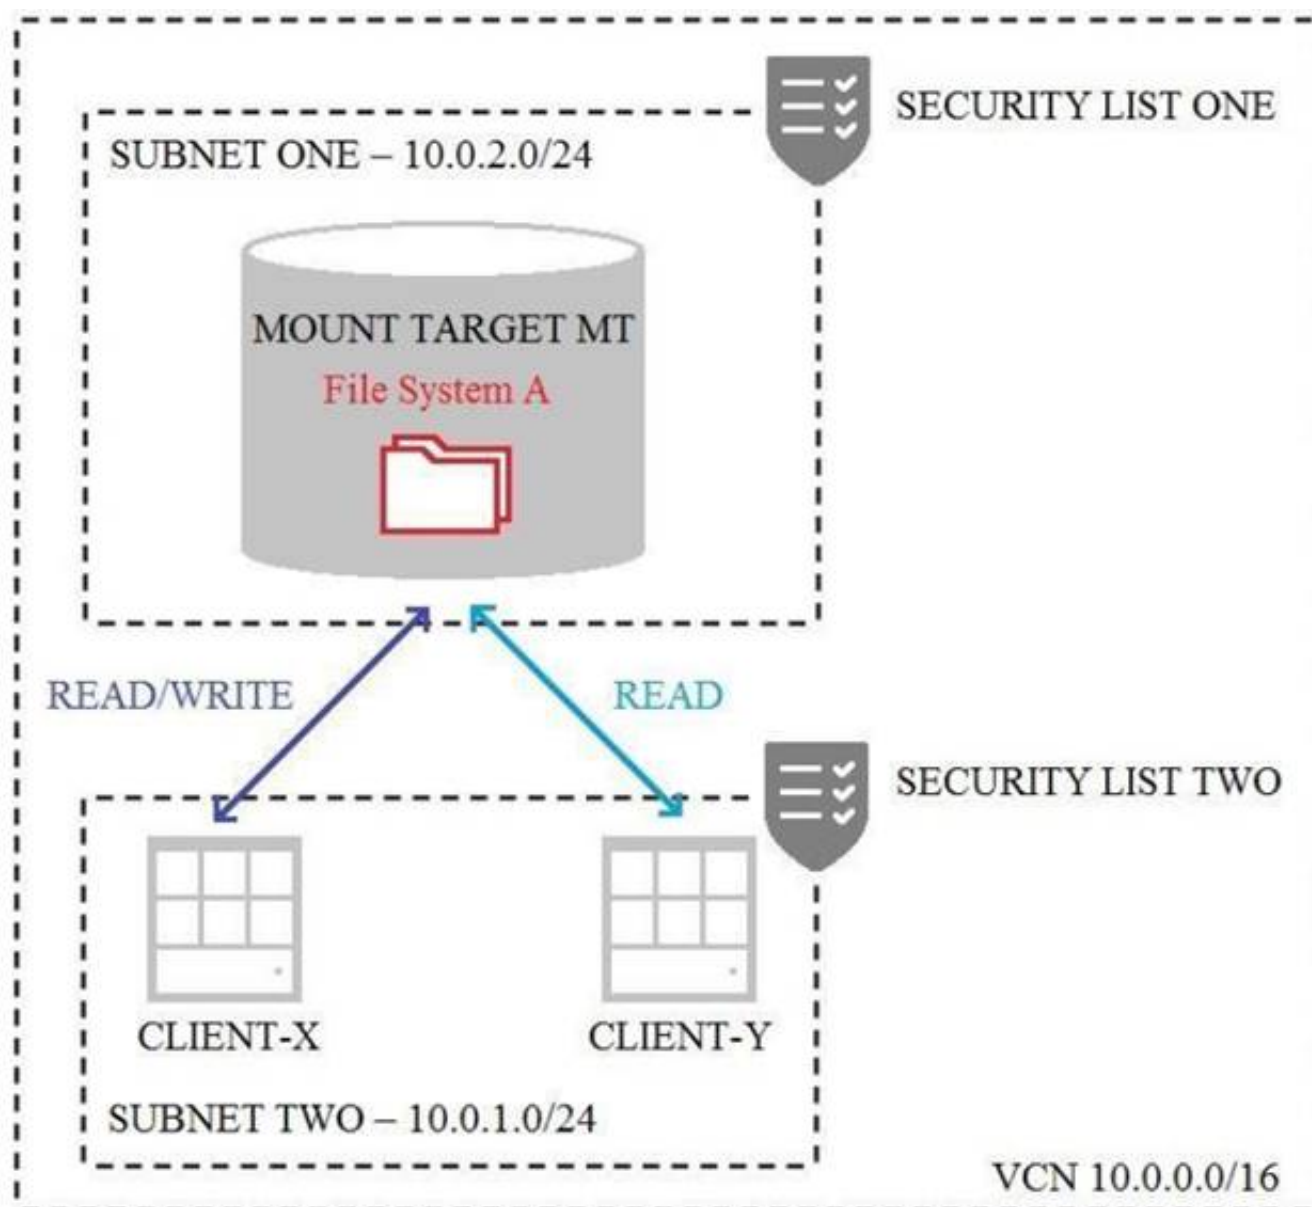 SECURITY LIST ONE
SUBNET ONE – 10.0.2.0/24
MOUNT TARGET MT
File System A
READ/WRITE
READ
SECURITY LIST TWO
CLIENT-X
CLIENT-Y
SUBNET TWO – 10.0.1.0/24
VCN 10.0.0.0/16